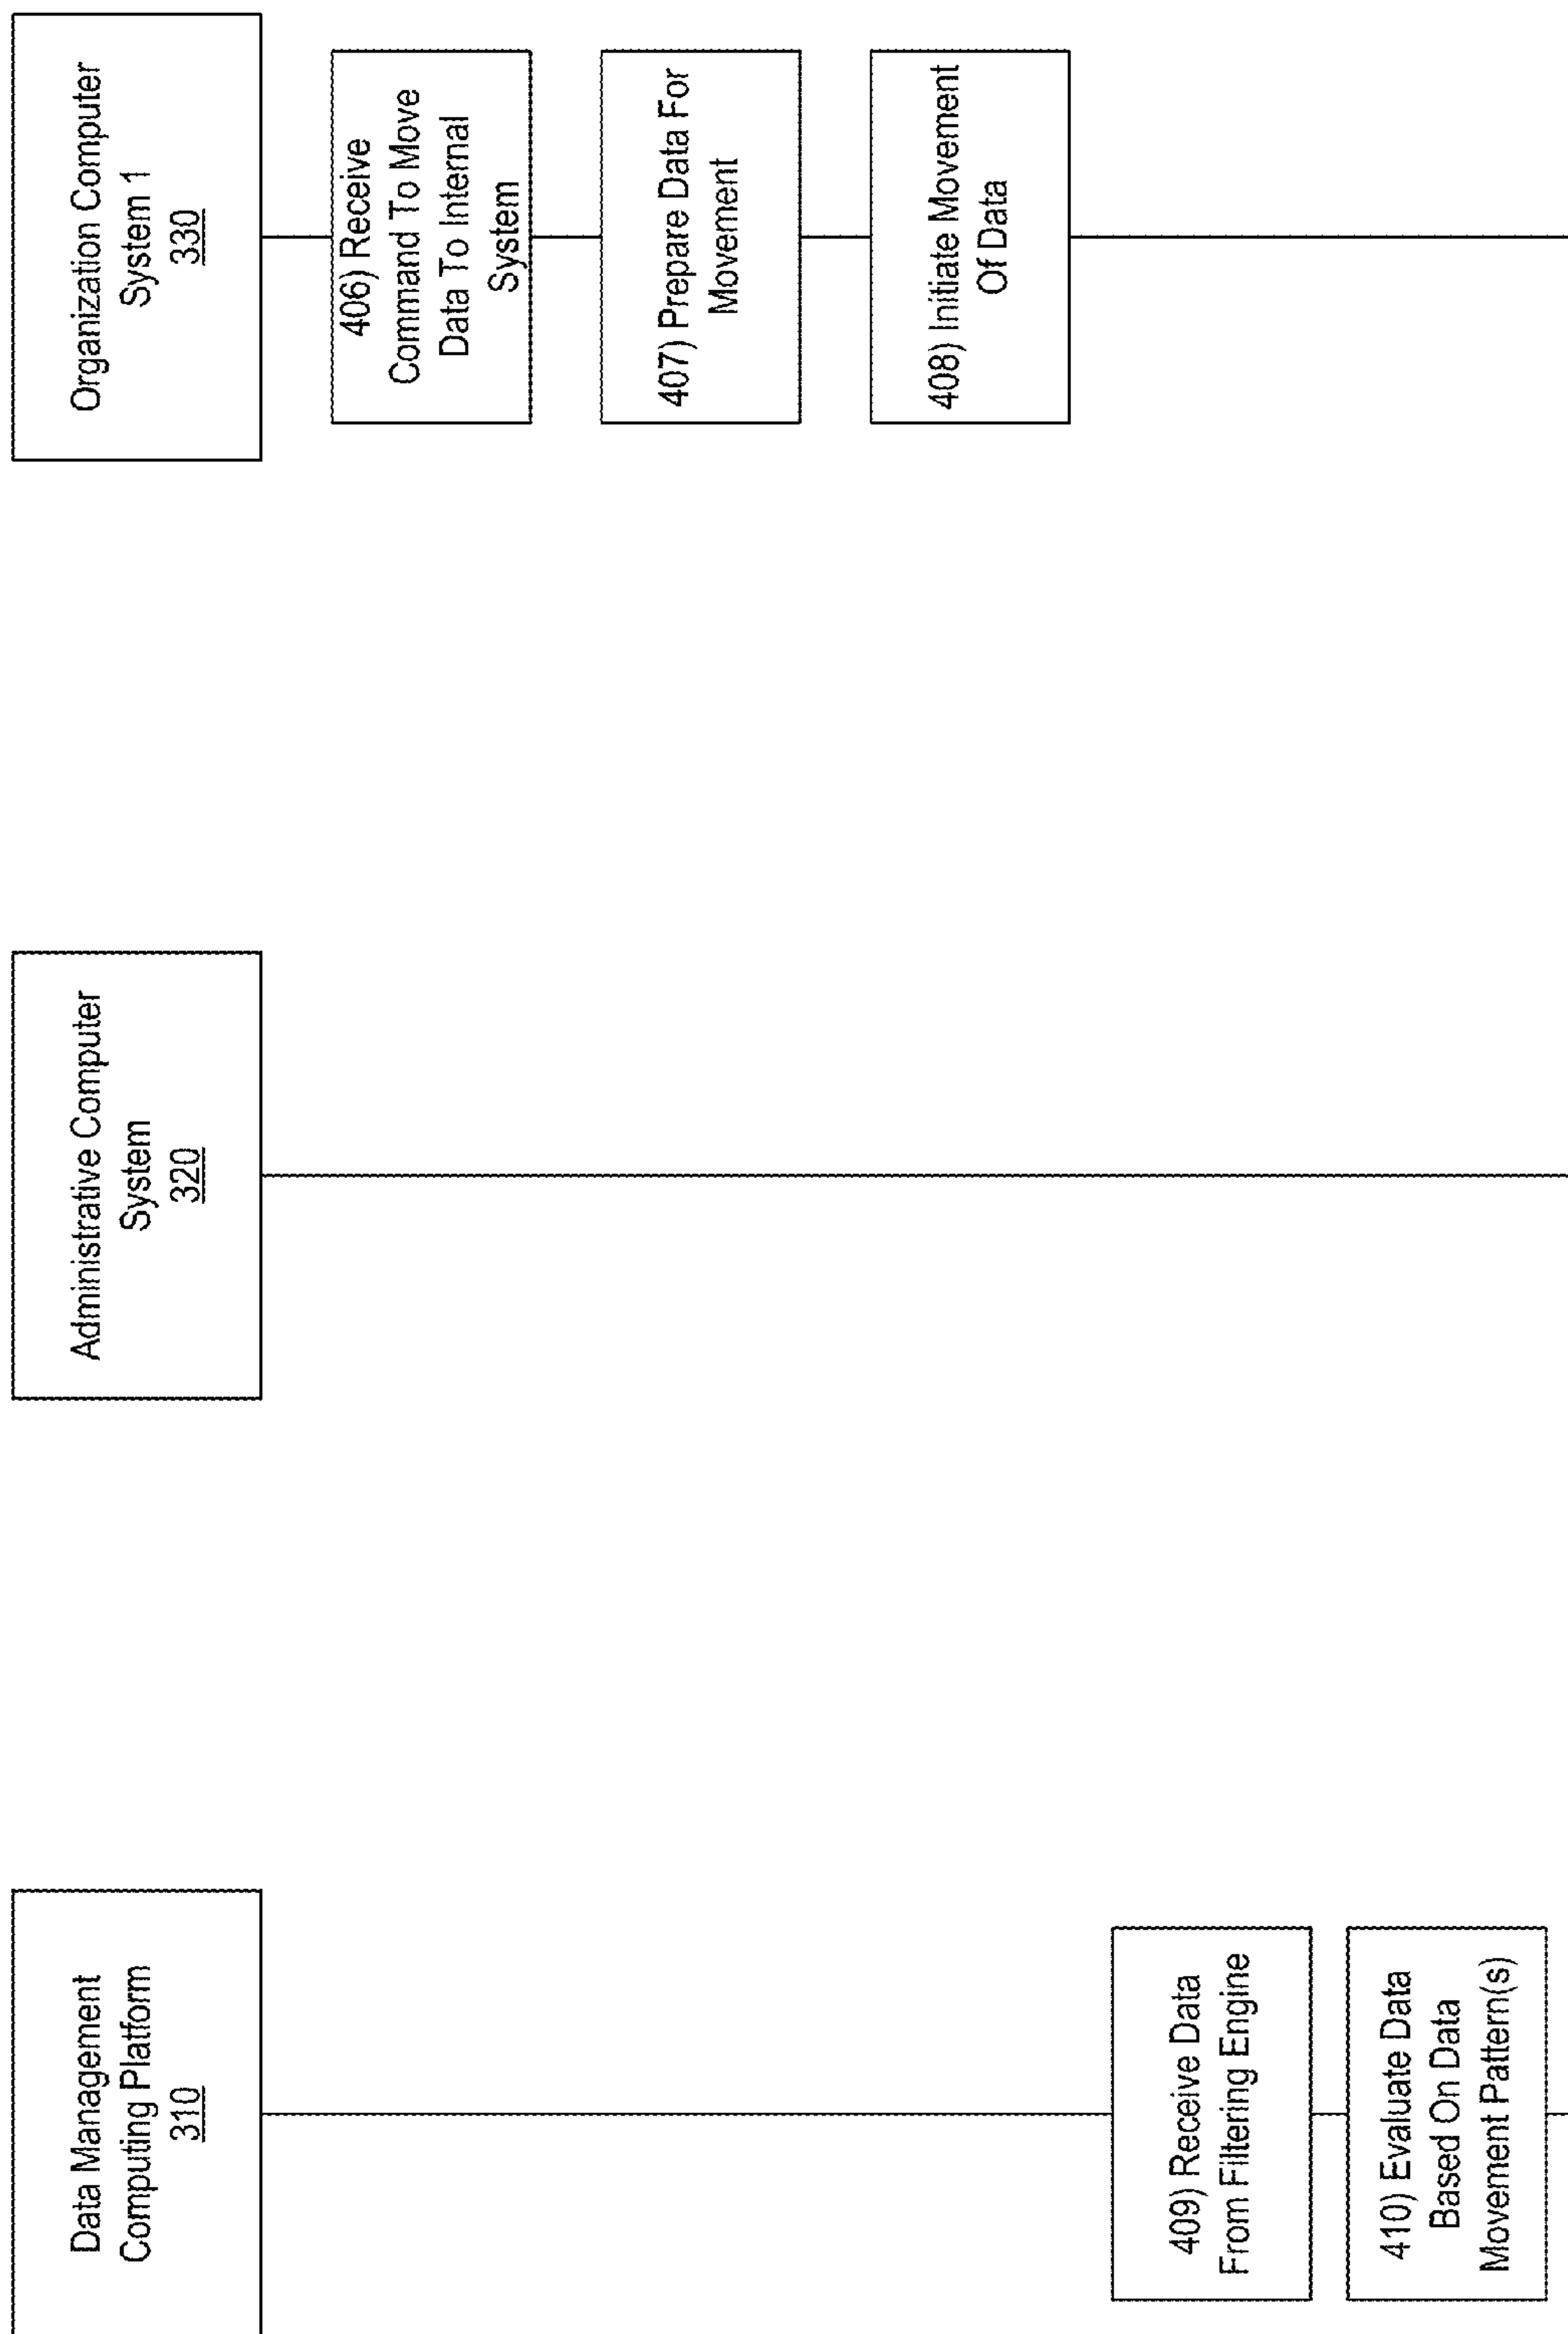 Data Management
Computing Platform
310
Administrative Computer
System
320
Organization Computer
System 1
330
406) Receive
Command To Move
Data To Internal
System
407) Prepare Data For
Movement
408) Initiate Movement
Of Data
409) Receive Data
From Filtering Engine
410) Evaluate Data
Based On Data
Movement Pattern(s)